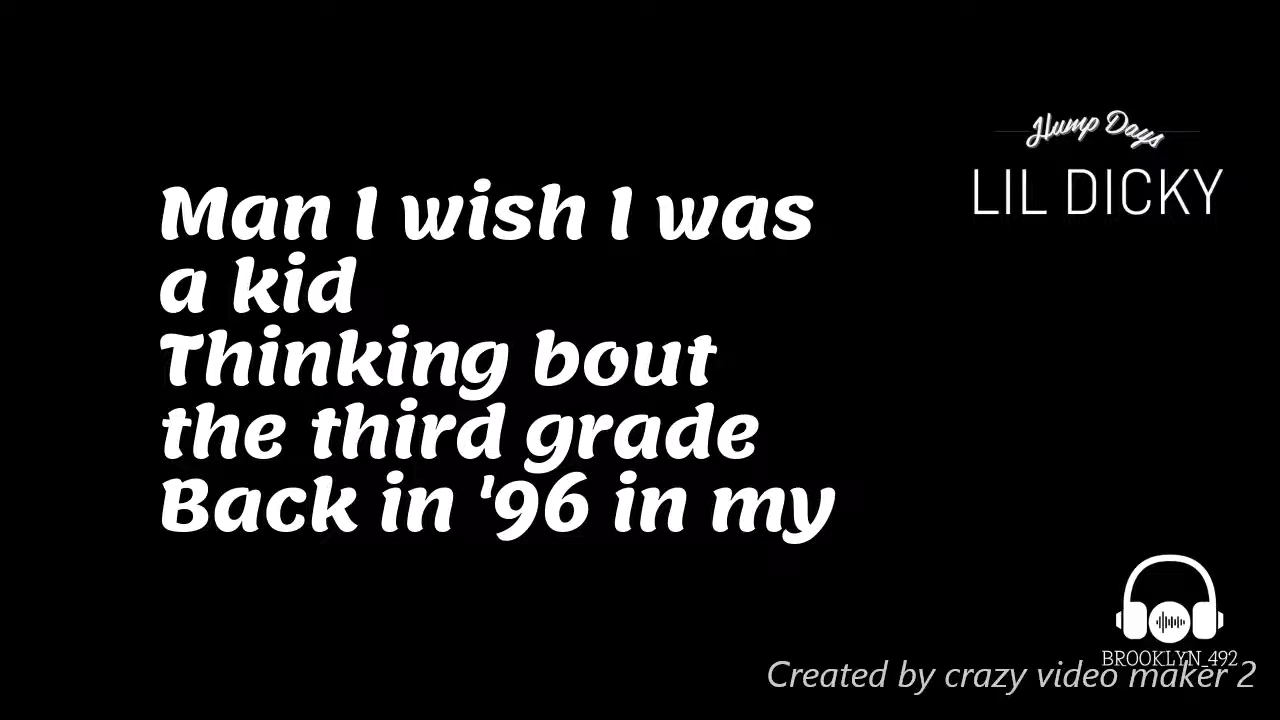 Hump Days
LIL DICKY
Man I wish I was
a kid
Thinking bout
the third grade
Back in '96 in my
BROOKLYN_492
Created by crazy video maker 2